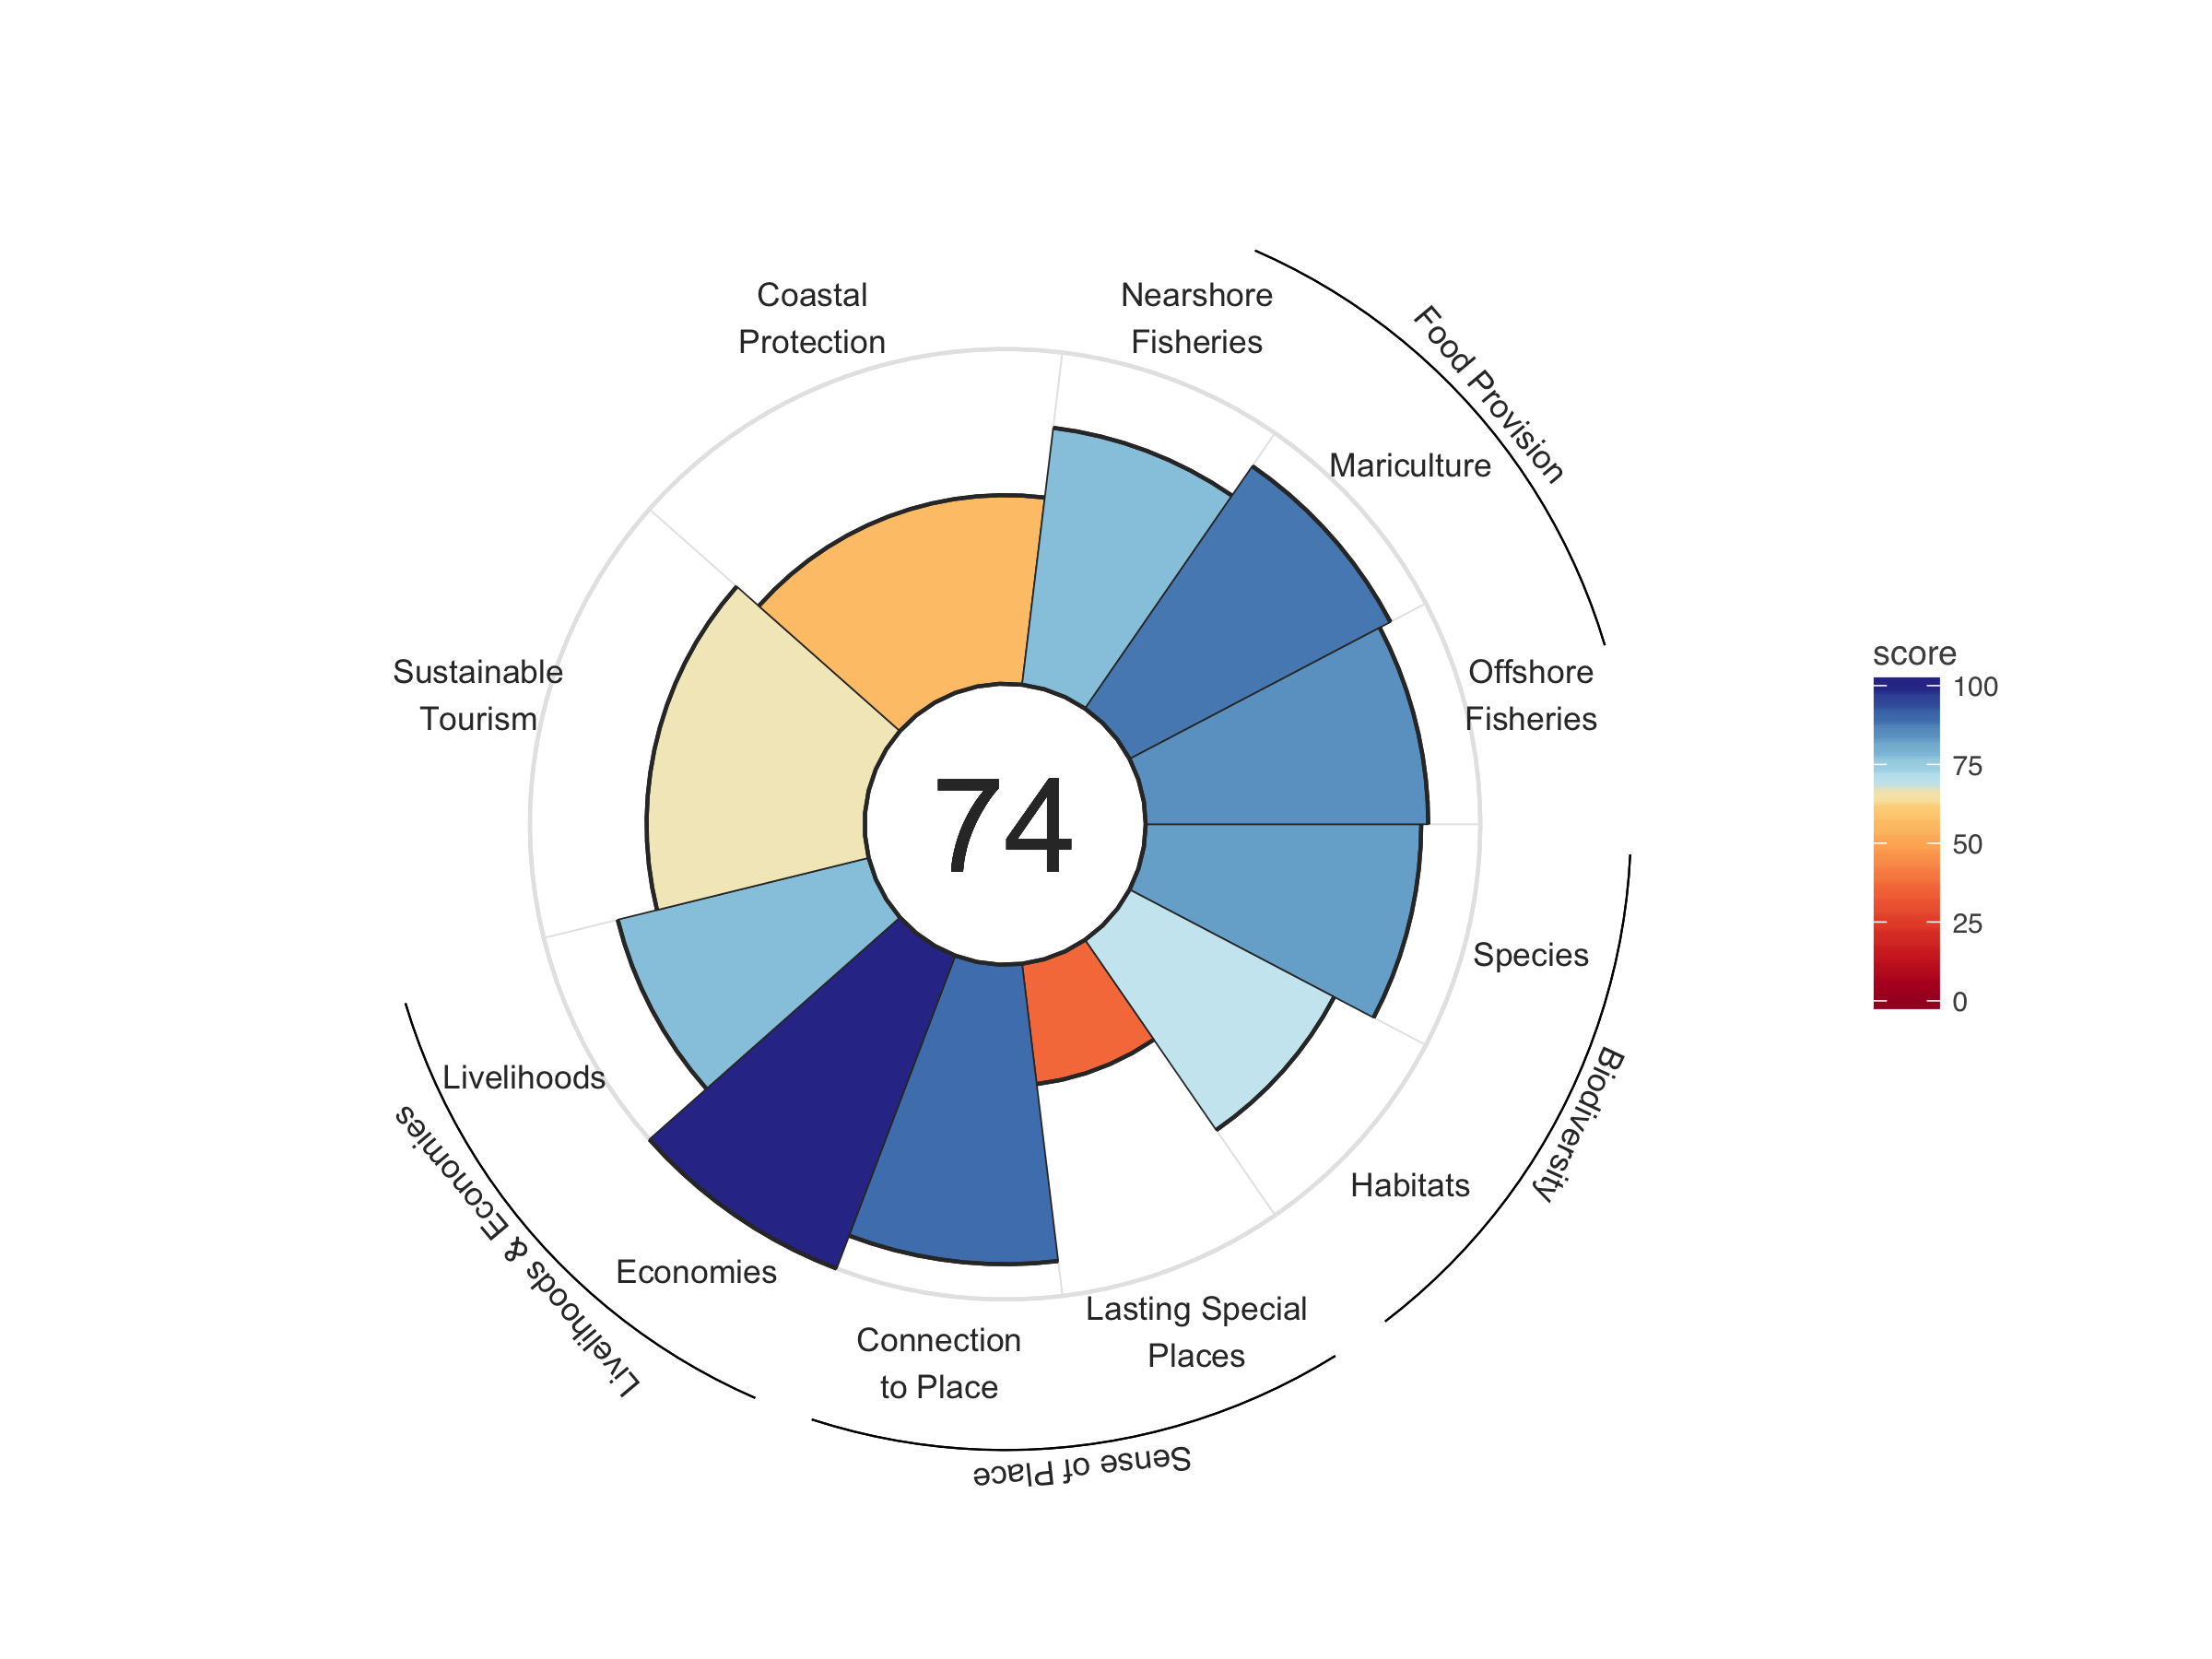 Coastal
Protection
Nearshore
Fisheries
Food Provision
Mariculture
Sustainable
Tourism
Offshore
Fisheries
score
100
75
50
25
0
74
Species
Biodiversity
Livelihoods
Habitats
Livelihoods & Economies
Economies
Connection
to Place
Lasting Special
Places
Sense of Place